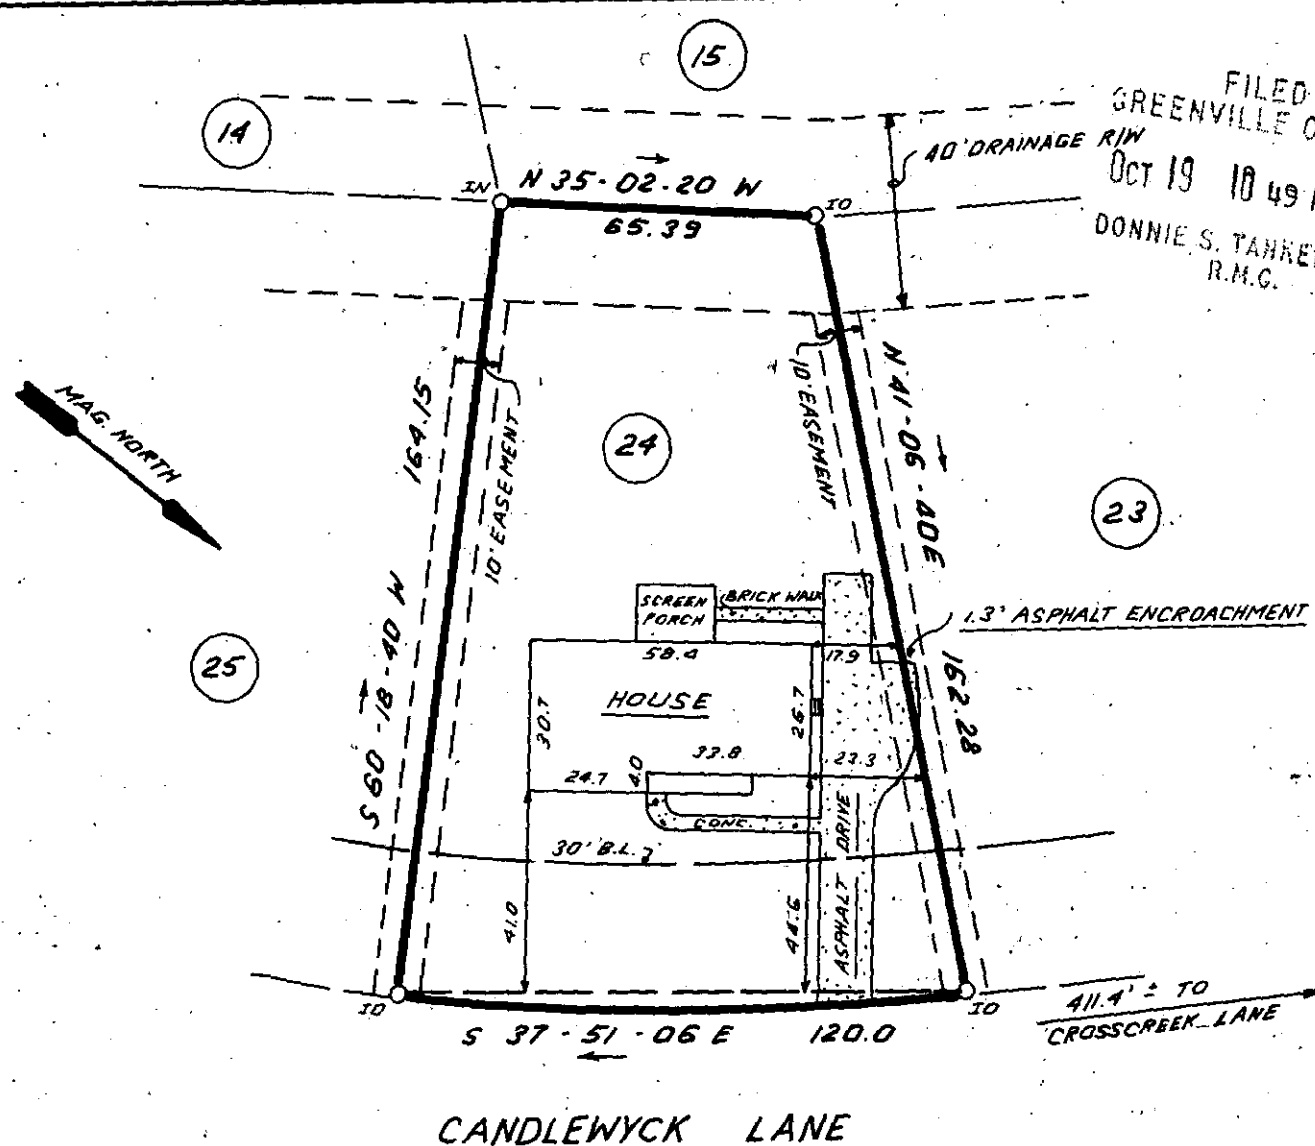 15
FILED
GREENVILLE
14
40' DRAINAGE R/W
OCT 19 10 49
DONNIE S.
R.M.C.
IN
N 35-02-20 W
IO
65.39
MAG. NORTH
164.15
10' EASEMENT
24
10' EASEMENT
N 41-06-40 E
23
SCREEN
PORCH
BRICK WALK
1.3' ASPHALT ENCROACHMENT
25
S 60-18-40 W
58.4
17.9
162.28
HOUSE
30.7
26.7
33.8
24.7
4.0
23.3
CONC.
30' B.L.
41.0
44.6
ASPHALT DRIVE
IO
IO
S 37-51-06 E 120.0
411.4' ± TO
CROSSCREEK LANE
CANDLEWYCK LANE